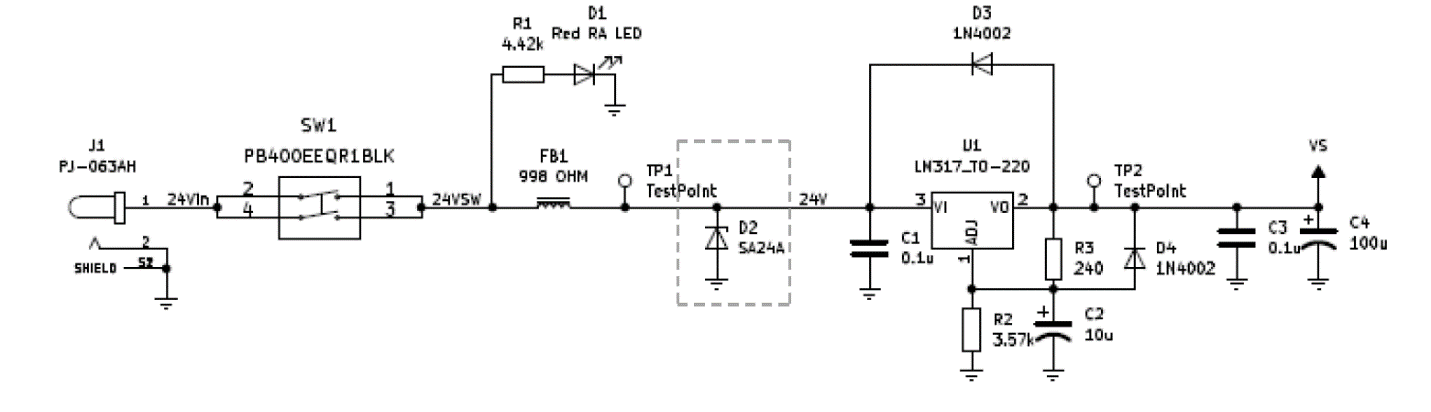 R1
4.42k
D1
Red RA LED
D3
1N4002
J1
PJ-063AH
SW1
PB400EEQR1BLK
FB1
998 OHM
TP1
TestPoint
U1
LN317_TO-220
TP2
TestPoint
VS
1
24VIn
2
4
1
3
24VSW
24V
3
VI
VO
2
ADJ
1
2
SHIELD
S2
D2
SA24A
C1
0.1u
R3
240
D4
1N4002
C3
0.1u
+
C4
100u
R2
3.57k
+
C2
10u